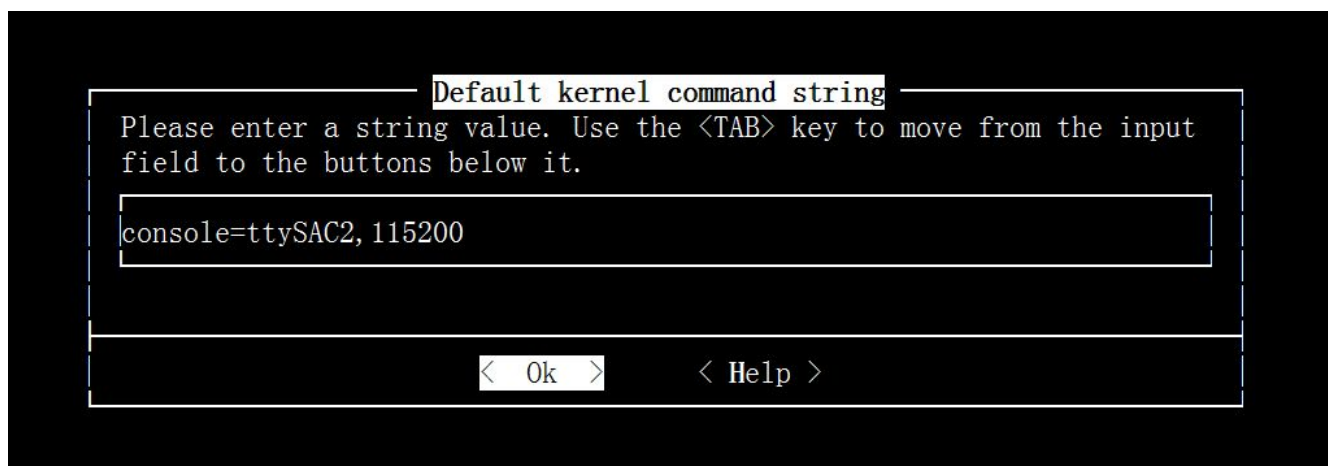 Default kernel command string
Please enter a string value. Use the <TAB> key to move from the input
field to the buttons below it.
console=ttySAC2,115200
< Ok > < Help >